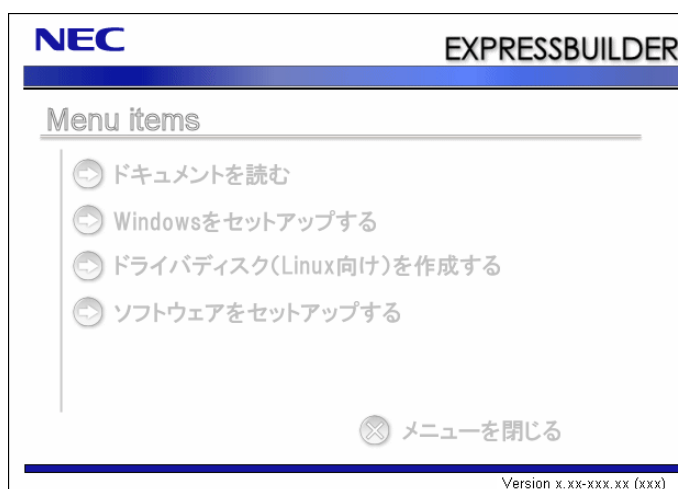 NEC
EXPRESSBUILDER
Menu items
ドキュメントを読む
Windowsをセットアップする
ドライバディスク(Linux向け)を作成する
ソフトウェアをセットアップする
メニューを閉じる
Version x.xx-xxx.xx (xxx)